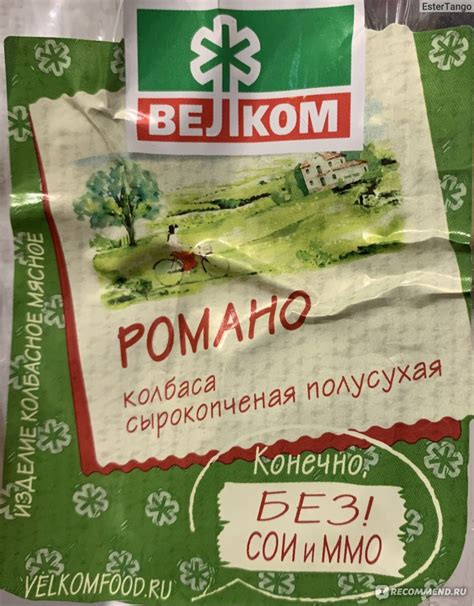 EsterTango
ВЕЛКОМ
РОМАНО
колбаса
сырокопченая полусухая
ИЗДЕЛИЕ КОЛБАСНОЕ МЯСНОЕ
Конечно,
БЕЗ!
СОИ и ММО
VELKOMFOOD.RU
RECOMMEND.RU